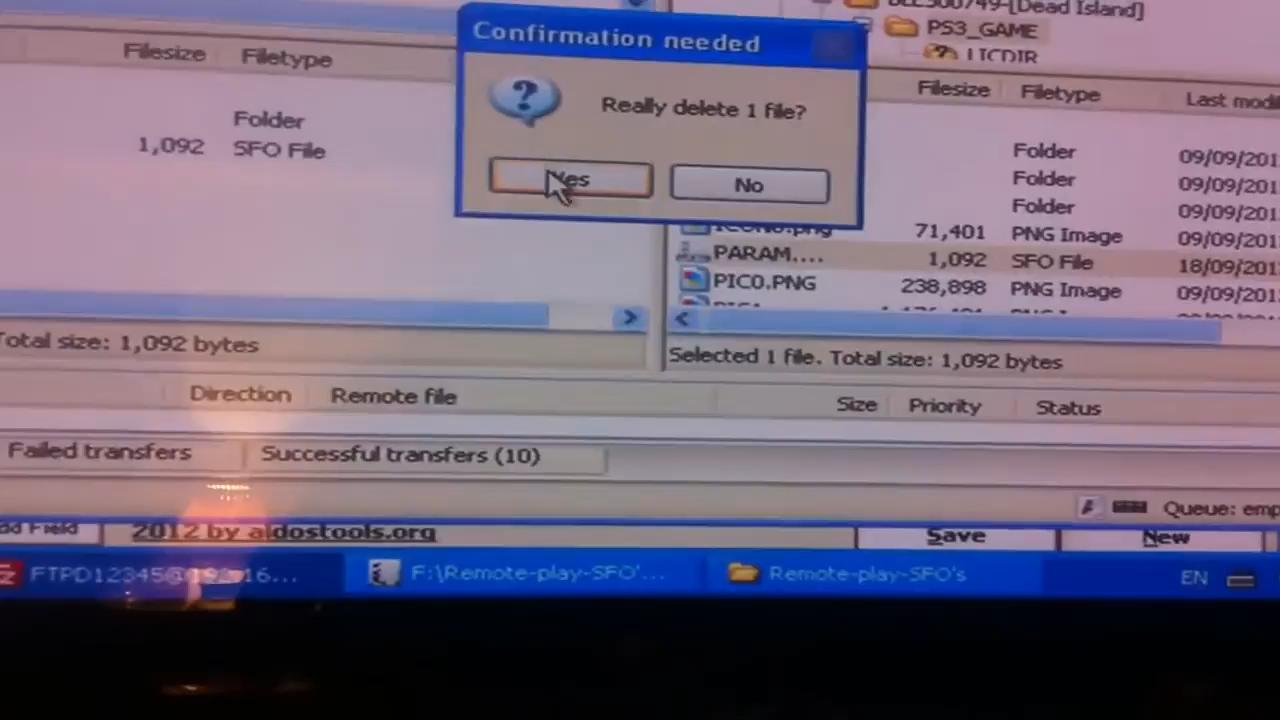 [Dead Island]
PS3_GAME
LICDIR
Confirmation needed
Really delete 1 file?
Yes
No
Filesize Filetype
Folder
1,092 SFO File
Filesize Filetype Last
Folder 09/09/201
Folder 09/09/201
Folder 09/09/201
71,401 PNG Image 09/09/201
PARAM.... 1,092 SFO File 18/09/201
PIC0.PNG 238,898 PNG Image 09/09/201
Total size: 1,092 bytes
Selected 1 file. Total size: 1,092 bytes
Direction Remote file Size Priority Status
Failed transfers Successful transfers (10)
Queue:
Field 2012 by aldostools.org Save New
F:\Remote-play-SFO'... Remote-play-SFO's EN